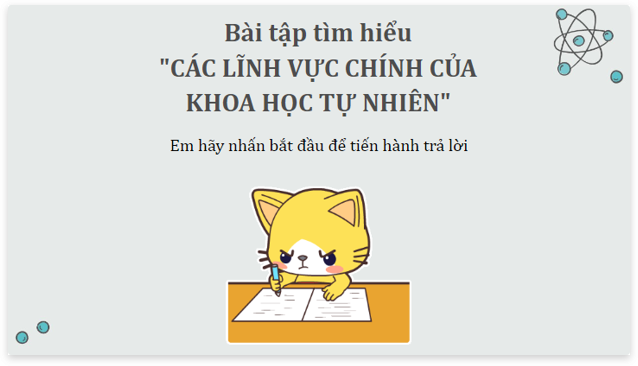 Bài tập tìm hiểu
"CÁC LĨNH VỰC CHÍNH CỦA
KHOA HỌC TỰ NHIÊN"
Em hãy nhấn bắt đầu để tiến hành trả lời